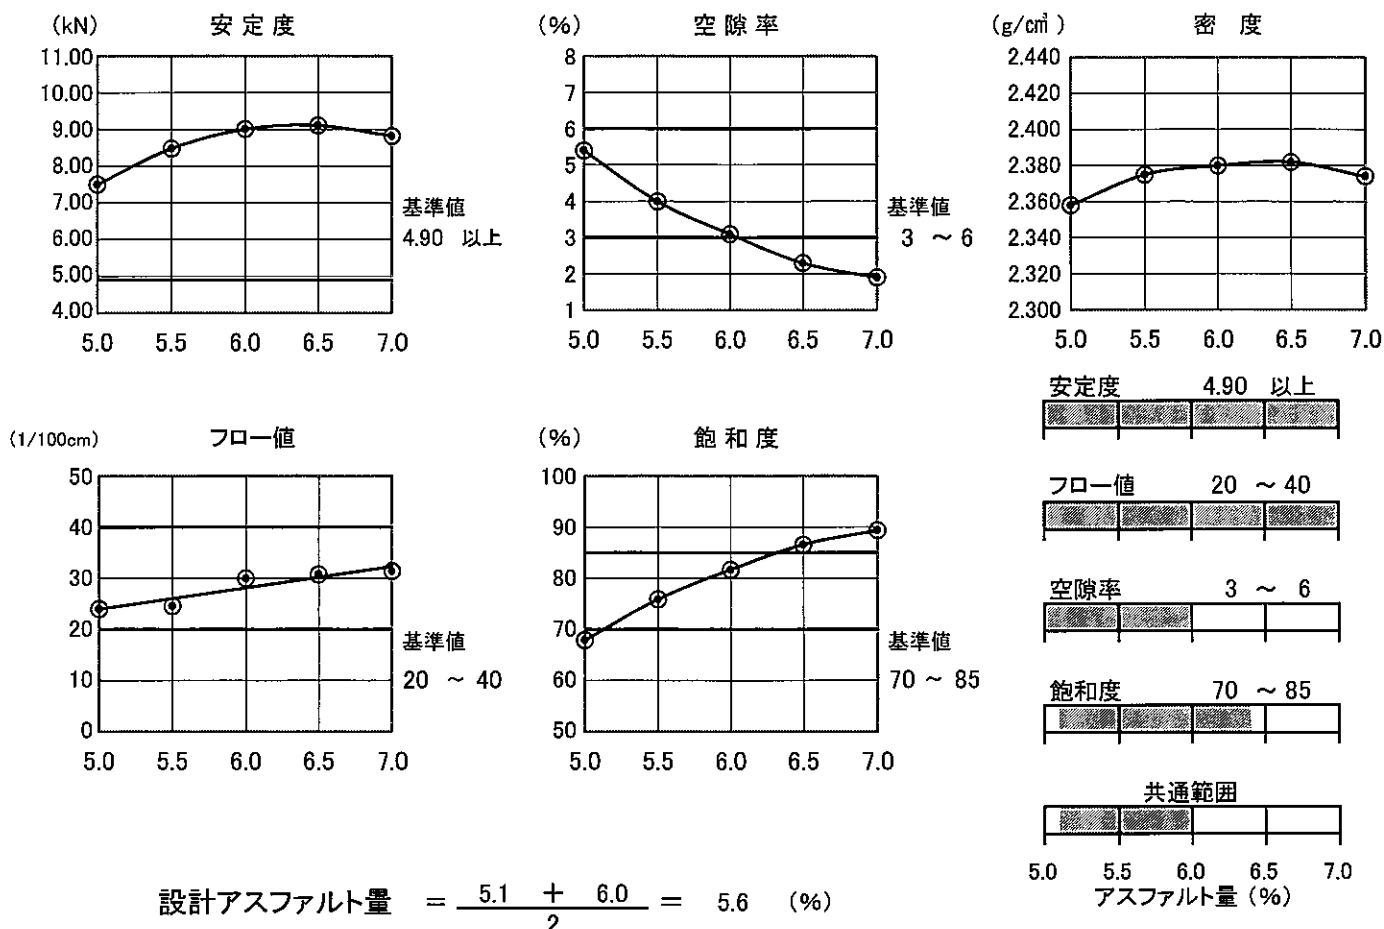 (kN) 安定度
11.00
10.00
9.00
8.00
7.00
6.00
5.00
4.00
5.0 5.5 6.0 6.5 7.0
基準値
4.90 以上
(%) 空隙率
8
7
6
5
4
3
2
1
5.0 5.5 6.0 6.5 7.0
基準値
3 ~ 6
(g/c㎥) 密度
2.440
2.420
2.400
2.380
2.360
2.340
2.320
2.300
5.0 5.5 6.0 6.5 7.0
(1/100cm) フロー値
50
40
30
20
10
0
5.0 5.5 6.0 6.5 7.0
基準値
20 ~ 40
(%) 飽和度
100
90
80
70
60
50
5.0 5.5 6.0 6.5 7.0
基準値
70 ~ 85
安定度 4.90 以上
フロー値 20 ~ 40
空隙率 3 ~ 6
飽和度 70 ~ 85
共通範囲
5.0 5.5 6.0 6.5 7.0
アスファルト量 (%)
設計アスファルト量 = 5.1 + 6.0 = 5.6 (%)
2